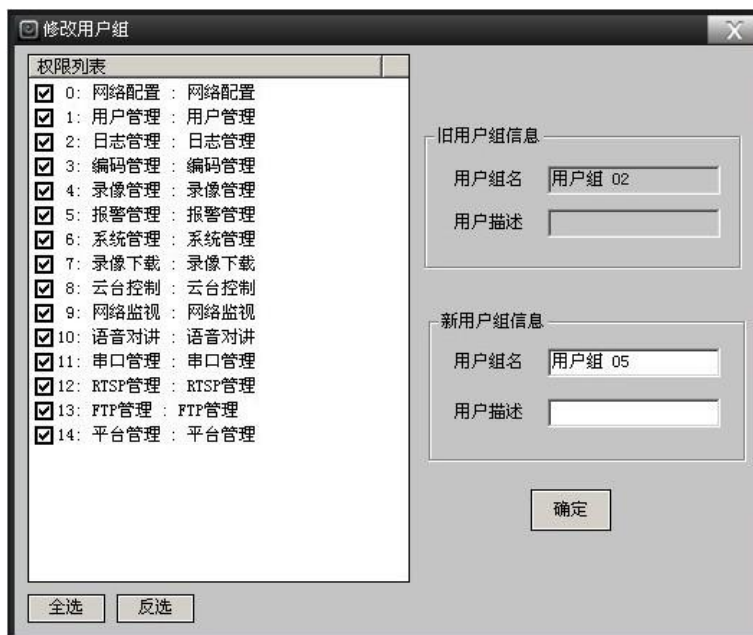 修改用户组
权限列表
0: 网络配置 : 网络配置
1: 用户管理 : 用户管理
2: 日志管理 : 日志管理
3: 编码管理 : 编码管理
4: 录像管理 : 录像管理
5: 报警管理 : 报警管理
6: 系统管理 : 系统管理
7: 录像下载 : 录像下载
8: 云台控制 : 云台控制
9: 网络监视 : 网络监视
10: 语音对讲 : 语音对讲
11: 串口管理 : 串口管理
12: RTSP管理 : RTSP管理
13: FTP管理 : FTP管理
14: 平台管理 : 平台管理
全选 反选
旧用户组信息
用户组名 用户组 02
用户描述
新用户组信息
用户组名 用户组 05
用户描述
确定